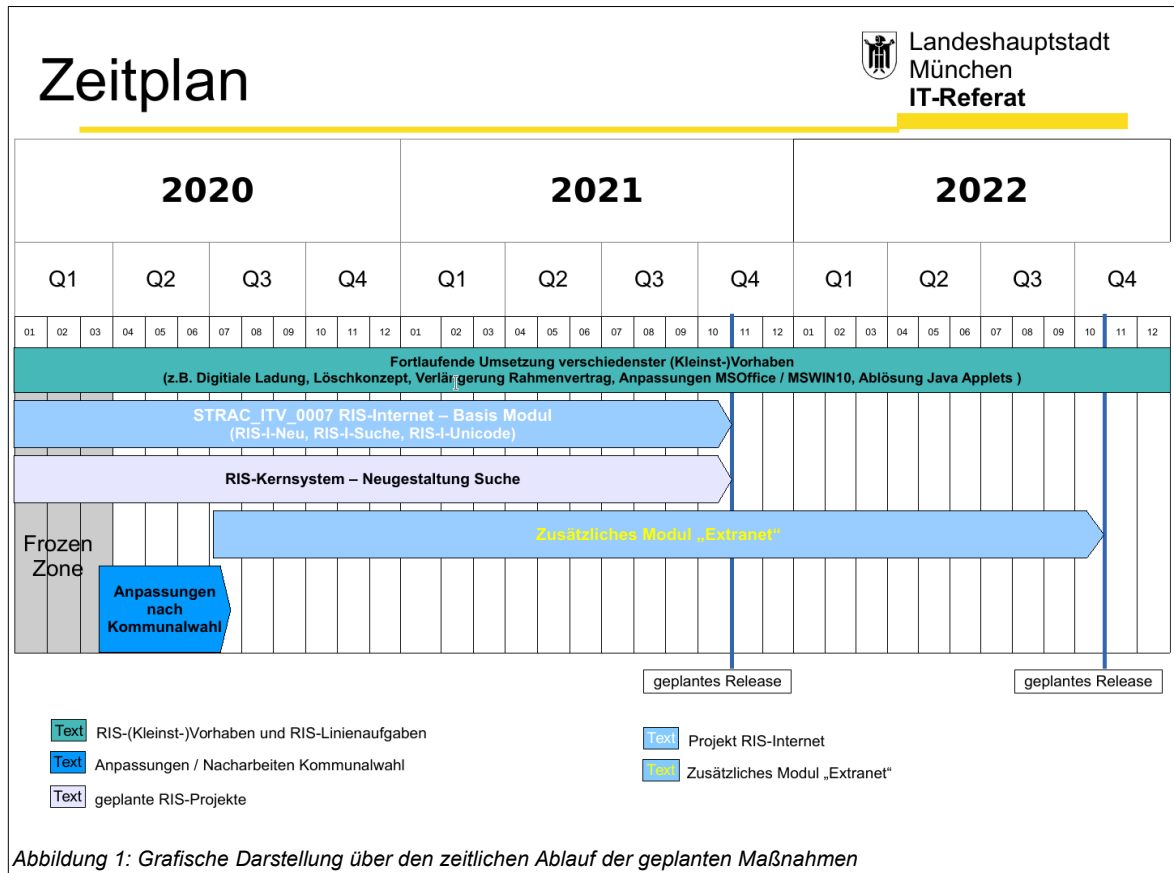 Zeitplan
Landeshauptstadt
München
IT-Referat
2020 2021 2022
Q1 Q2 Q3 Q4 Q1 Q2 Q3 Q4 Q1 Q2 Q3 Q4
01 02 03 04 05 06 07 08 09 10 11 12 01 02 03 04 05 06 07 08 09 10 11 12 01 02 03 04 05 06 07 08 09 10 11 12
Fortlaufende Umsetzung verschiedenster (Kleinst-)Vorhaben
(z.B. Digitiale Ladung, Löschkonzept, Verlängerung Rahmenvertrag, Anpassungen MSOffice / MSWIN10, Ablösung Java Applets )
STRAC_ITV_0007 RIS-Internet – Basis Modul
(RIS-I-Neu, RIS-I-Suche, RIS-I-Unicode)
RIS-Kernsystem – Neugestaltung Suche
Zusätzliches Modul „Extranet“
Frozen
Zone
Anpassungen
nach
Kommunalwahl
geplantes Release
geplantes Release
Text RIS-(Kleinst-)Vorhaben und RIS-Linienaufgaben
Text Anpassungen / Nacharbeiten Kommunalwahl
Text geplante RIS-Projekte
Text Projekt RIS-Internet
Text Zusätzliches Modul „Extranet“
Abbildung 1: Grafische Darstellung über den zeitlichen Ablauf der geplanten Maßnahmen